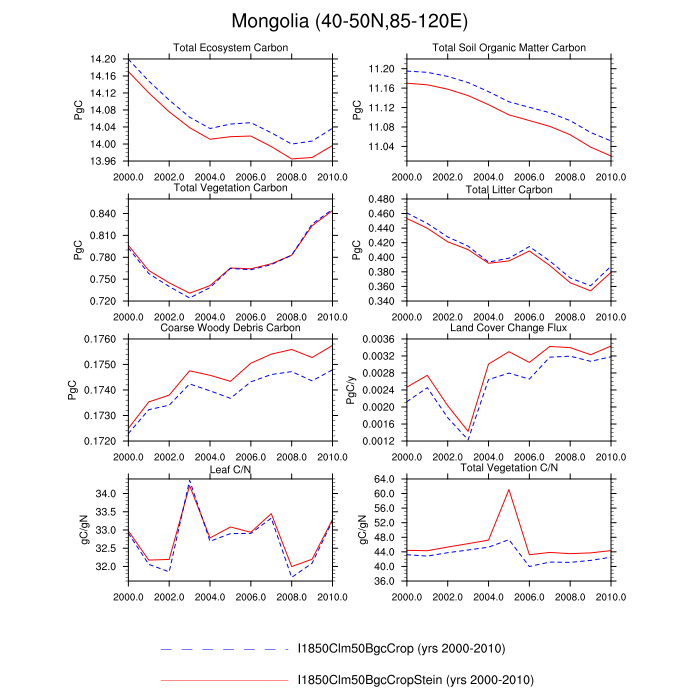 Mongolia (40-50N,85-120E)
Total Ecosystem Carbon
Total Soil Organic Matter Carbon
14.20
14.16
14.12
14.08
14.04
14.00
13.96
PgC
2000.0 2002.0 2004.0 2006.0 2008.0 2010.0
11.20
11.16
11.12
11.08
11.04
PgC
2000.0 2002.0 2004.0 2006.0 2008.0 2010.0
Total Vegetation Carbon
Total Litter Carbon
0.840
0.810
0.780
0.750
0.720
PgC
2000.0 2002.0 2004.0 2006.0 2008.0 2010.0
0.480
0.460
0.440
0.420
0.400
0.380
0.360
0.340
PgC
2000.0 2002.0 2004.0 2006.0 2008.0 2010.0
Coarse Woody Debris Carbon
Land Cover Change Flux
0.1760
0.1750
0.1740
0.1730
0.1720
PgC
2000.0 2002.0 2004.0 2006.0 2008.0 2010.0
0.0036
0.0032
0.0028
0.0024
0.0020
0.0016
0.0012
PgC/y
2000.0 2002.0 2004.0 2006.0 2008.0 2010.0
Leaf C/N
Total Vegetation C/N
34.0
33.5
33.0
32.5
32.0
gC/gN
2000.0 2002.0 2004.0 2006.0 2008.0 2010.0
64.0
60.0
56.0
52.0
48.0
44.0
40.0
36.0
gC/gN
2000.0 2002.0 2004.0 2006.0 2008.0 2010.0
I1850Clm50BgcCrop (yrs 2000-2010)
I1850Clm50BgcCropStein (yrs 2000-2010)